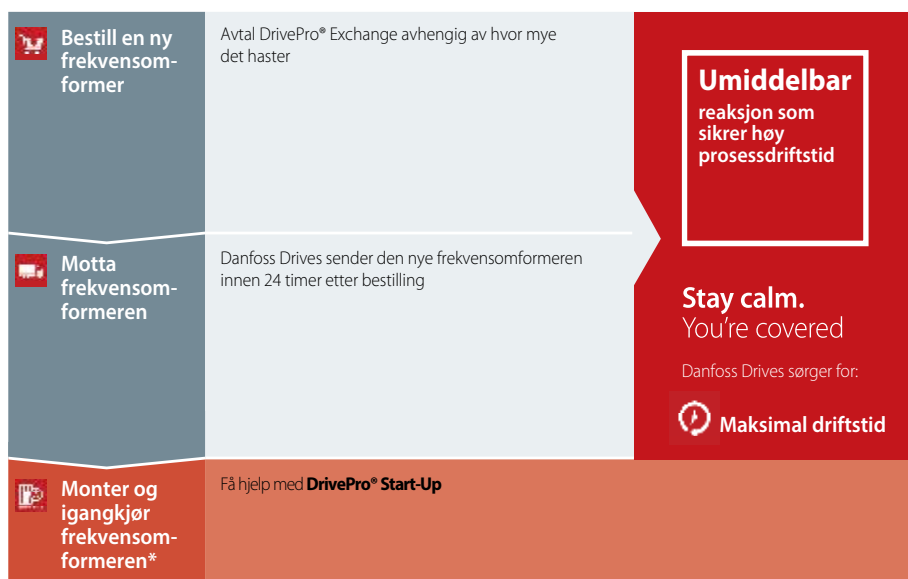 Bestill en ny
frekvensom-
former
Avtal DrivePro® Exchange avhengig av hvor mye
det haster
Motta
frekvensom-
formeren
Danfoss Drives sender den nye frekvensomformeren
innen 24 timer etter bestilling
Monter og
igangkjør
frekvensom-
formeren*
Få hjelp med DrivePro® Start-Up
Umiddelbar
reaksjon som
sikrer høy
prosessdriftstid
Stay calm.
You're covered
Danfoss Drives sørger for:
Maksimal driftstid